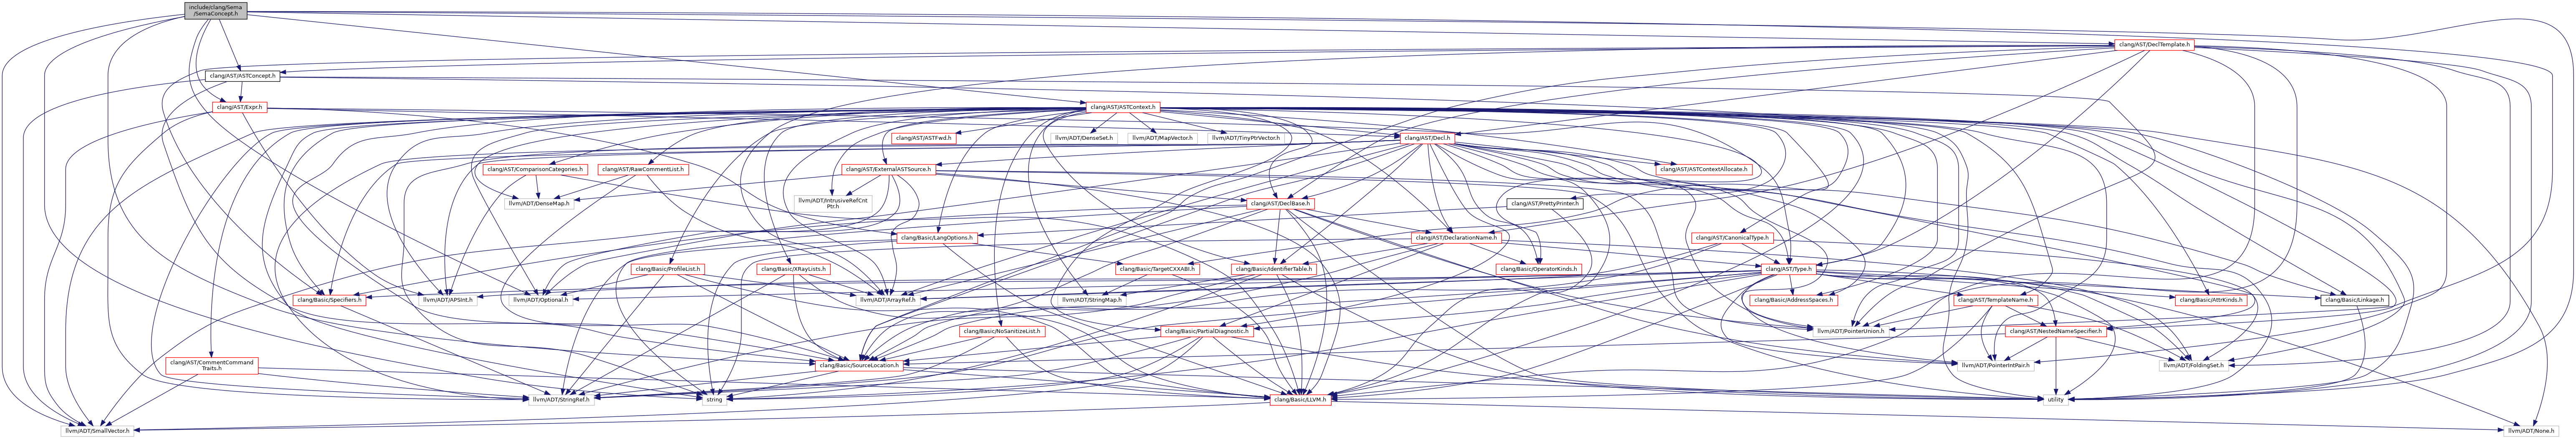 include/clang/Sema
/SemaConcept.h
clang/AST/DeclTemplate.h
clang/AST/ASTConcept.h
clang/AST/Expr.h
clang/AST/ASTContext.h
clang/AST/ASTFwd.h
llvm/ADT/DenseSet.h
llvm/ADT/MapVector.h
llvm/ADT/TinyPtrVector.h
clang/AST/Decl.h
clang/AST/ComparisonCategories.h
clang/AST/RawCommentList.h
clang/AST/ExternalASTSource.h
clang/AST/ASTContextAllocate.h
llvm/ADT/DenseMap.h
llvm/ADT/IntrusiveRefCnt
Ptr.h
clang/AST/DeclBase.h
clang/AST/PrettyPrinter.h
clang/Basic/LangOptions.h
clang/AST/DeclarationName.h
clang/AST/CanonicalType.h
clang/Basic/ProfileList.h
clang/Basic/XRayLists.h
clang/Basic/TargetCXXABI.h
clang/Basic/IdentifierTable.h
clang/Basic/OperatorKinds.h
clang/AST/Type.h
clang/Basic/Specifiers.h
llvm/ADT/APSInt.h
llvm/ADT/Optional.h
llvm/ADT/ArrayRef.h
llvm/ADT/StringMap.h
clang/Basic/AddressSpaces.h
clang/AST/TemplateName.h
clang/Basic/AttrKinds.h
clang/Basic/Linkage.h
clang/Basic/NoSanitizeList.h
clang/Basic/PartialDiagnostic.h
llvm/ADT/PointerUnion.h
clang/AST/NestedNameSpecifier.h
clang/AST/CommentCommand
Traits.h
clang/Basic/SourceLocation.h
llvm/ADT/PointerIntPair.h
llvm/ADT/FoldingSet.h
llvm/ADT/StringRef.h
string
clang/Basic/LLVM.h
utility
llvm/ADT/SmallVector.h
llvm/ADT/None.h